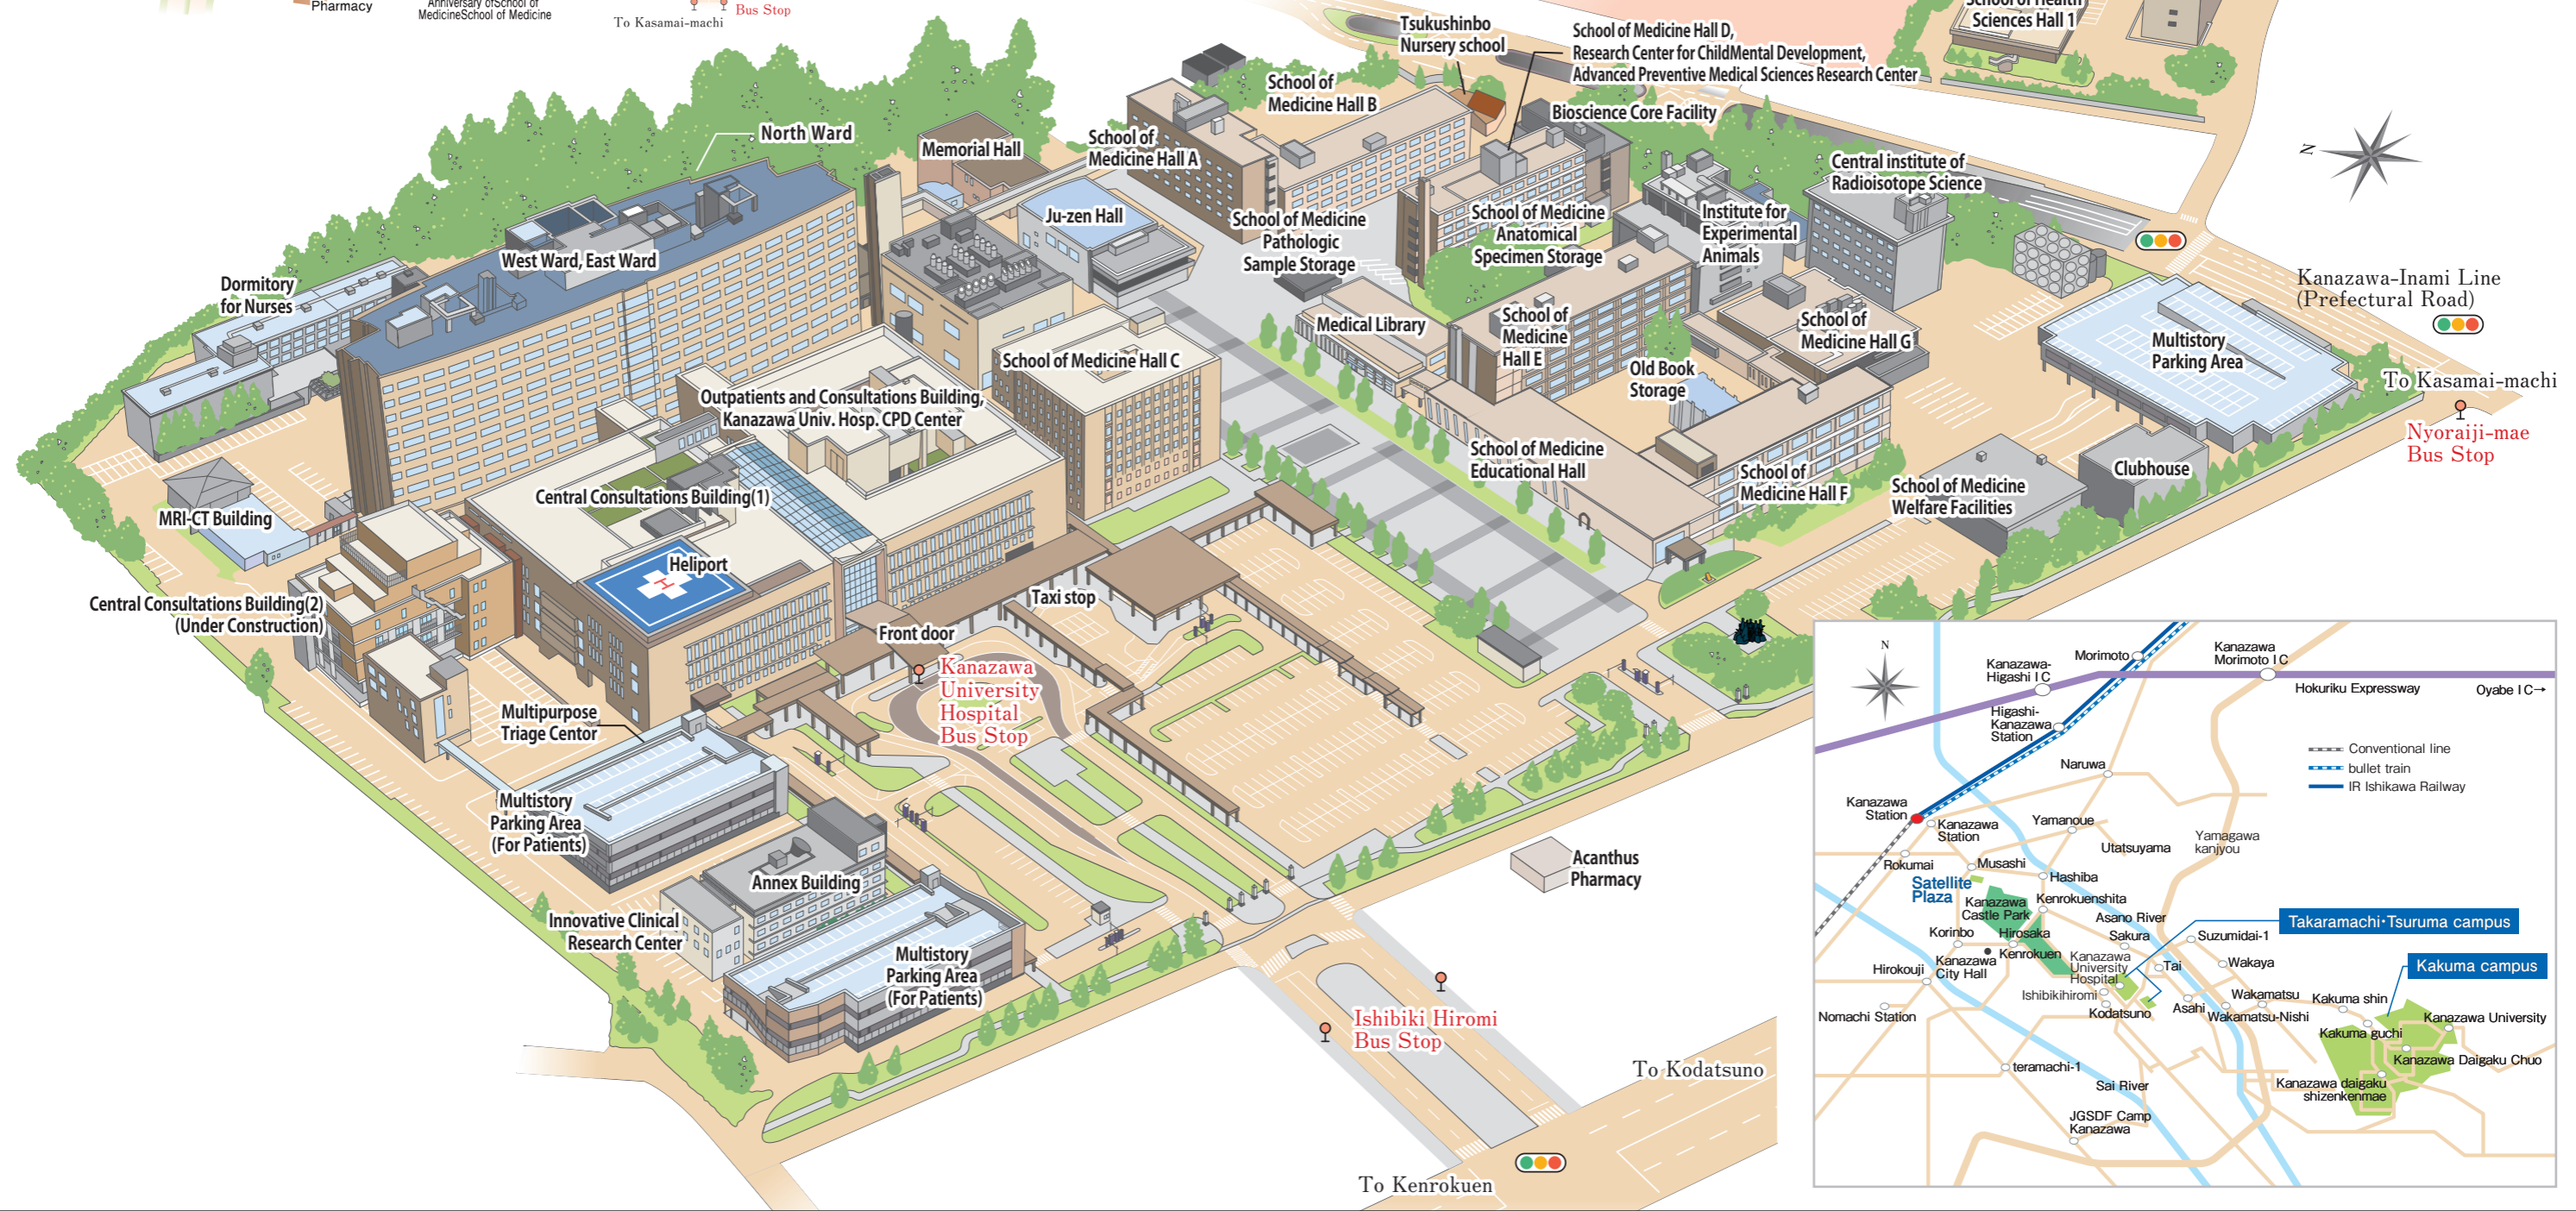 Pharmacy
Anniversary ofSchool of
MedicineSchool of Medicine
To Kasamai-machi
Bus Stop
Tsukushinbo
Nursery school
School of Medicine Hall D,
Research Center for ChildMental Development,
Advanced Preventive Medical Sciences Research Center
School of Health
Sciences Hall 1
School of
Medicine Hall B
Bioscience Core Facility
North Ward
Memorial Hall
School of
Medicine Hall A
Central institute of
Radioisotope Science
N
Ju-zen Hall
School of Medicine
Pathologic
Sample Storage
School of Medicine
Anatomical
Specimen Storage
Institute for
Experimental
Animals
West Ward, East Ward
Dormitory
for Nurses
Kanazawa-Inami Line
(Prefectural Road)
Medical Library
School of
Medicine
Hall E
School of
Medicine Hall G
Multistory
Parking Area
School of Medicine Hall C
Old Book
Storage
To Kasamai-machi
Nyoraiji-mae
Bus Stop
Outpatients and Consultations Building,
Kanazawa Univ. Hosp. CPD Center
School of Medicine
Educational Hall
School of
Medicine Hall F
School of Medicine
Welfare Facilities
Clubhouse
Central Consultations Building(1)
MRI-CT Building
Heliport
H
Taxi stop
Central Consultations Building(2)
(Under Construction)
Front door
Kanazawa
University
Hospital
Bus Stop
Multipurpose
Triage Centor
Multistory
Parking Area
(For Patients)
Annex Building
Innovative Clinical
Research Center
Multistory
Parking Area
(For Patients)
Acanthus
Pharmacy
Ishibiki Hiromi
Bus Stop
To Kodatsuno
To Kenrokuen
N
Morimoto
Kanazawa
Morimoto I C
Kanazawa-
Higashi I C
Hokuriku Expressway
Oyabe I C→
Higashi-
Kanazawa
Station
Conventional line
bullet train
IR Ishikawa Railway
Naruwa
Kanazawa
Station
Kanazawa
Station
Yamanoue
Utatsuyama
Yamagawa
kanjyou
Rokumai
Musashi
Hashiba
Satellite
Plaza
Kanazawa
Castle Park
Kenrokuenshita
Asano River
Takaramachi・Tsuruma campus
Korinbo
Hirosaka
Sakura
Suzumidai-1
Kanazawa
City Hall
Kenrokuen
Kanazawa
University
Hospital
Tai
Wakaya
Kakuma campus
Hirokouji
Ishibikihiromi
Kodatsuno
Asahi
Wakamatsu
Wakamatsu-Nishi
Kakuma shin
Nomachi Station
Kakuma guchi
Kanazawa University
Kanazawa Daigaku Chuo
teramachi-1
Sai River
Kanazawa daigaku
shizenkenmae
JGSDF Camp
Kanazawa